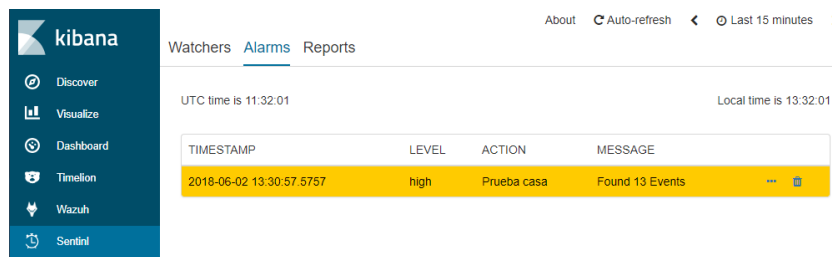 kibana
Discover
Visualize
Dashboard
Timelion
Wazuh
Sentinl
About Auto-refresh Last 15 minutes
Watchers Alarms Reports
UTC time is 11:32:01 Local time is 13:32:01
TIMESTAMP LEVEL ACTION MESSAGE
2018-06-02 13:30:57.5757 high Prueba casa Found 13 Events